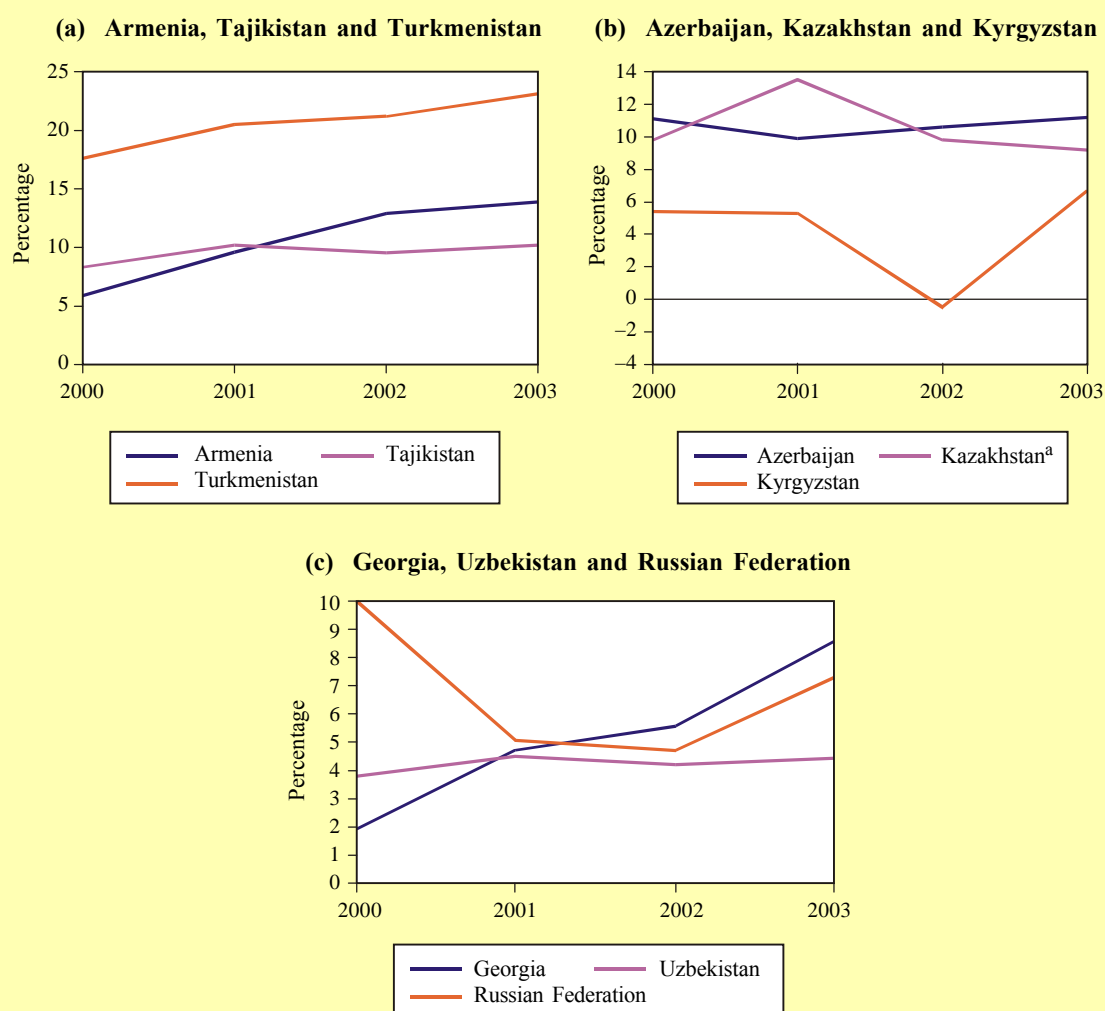 (a) Armenia, Tajikistan and Turkmenistan
25
20
15
10
5
0
Percentage
2000 2001 2002 2003
Armenia Tajikistan
Turkmenistan
(b) Azerbaijan, Kazakhstan and Kyrgyzstan
14
12
10
8
6
4
2
0
–2
–4
Percentage
2000 2001 2002 2003
Azerbaijan Kazakhstanᵃ
Kyrgyzstan
(c) Georgia, Uzbekistan and Russian Federation
10
9
8
7
6
5
4
3
2
1
0
Percentage
2000 2001 2002 2003
Georgia Uzbekistan
Russian Federation